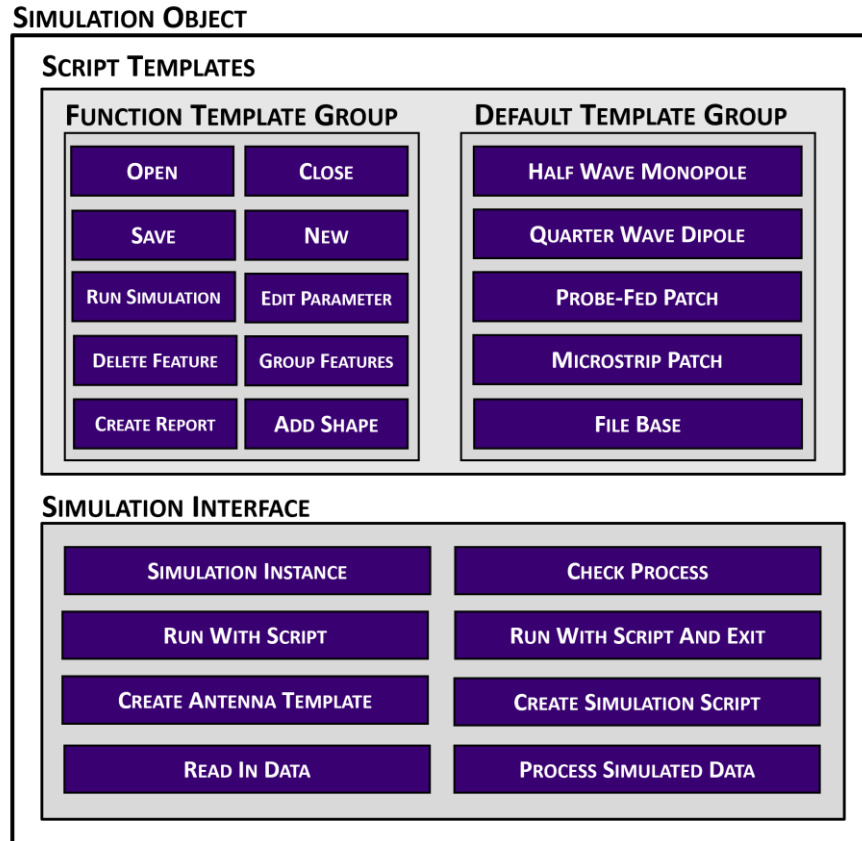 SIMULATION OBJECT
SCRIPT TEMPLATES
FUNCTION TEMPLATE GROUP
OPEN
CLOSE
SAVE
NEW
RUN SIMULATION
EDIT PARAMETER
DELETE FEATURE
GROUP FEATURES
CREATE REPORT
ADD SHAPE
DEFAULT TEMPLATE GROUP
HALF WAVE MONOPOLE
QUARTER WAVE DIPOLE
PROBE-FED PATCH
MICROSTRIP PATCH
FILE BASE
SIMULATION INTERFACE
SIMULATION INSTANCE
CHECK PROCESS
RUN WITH SCRIPT
RUN WITH SCRIPT AND EXIT
CREATE ANTENNA TEMPLATE
CREATE SIMULATION SCRIPT
READ IN DATA
PROCESS SIMULATED DATA